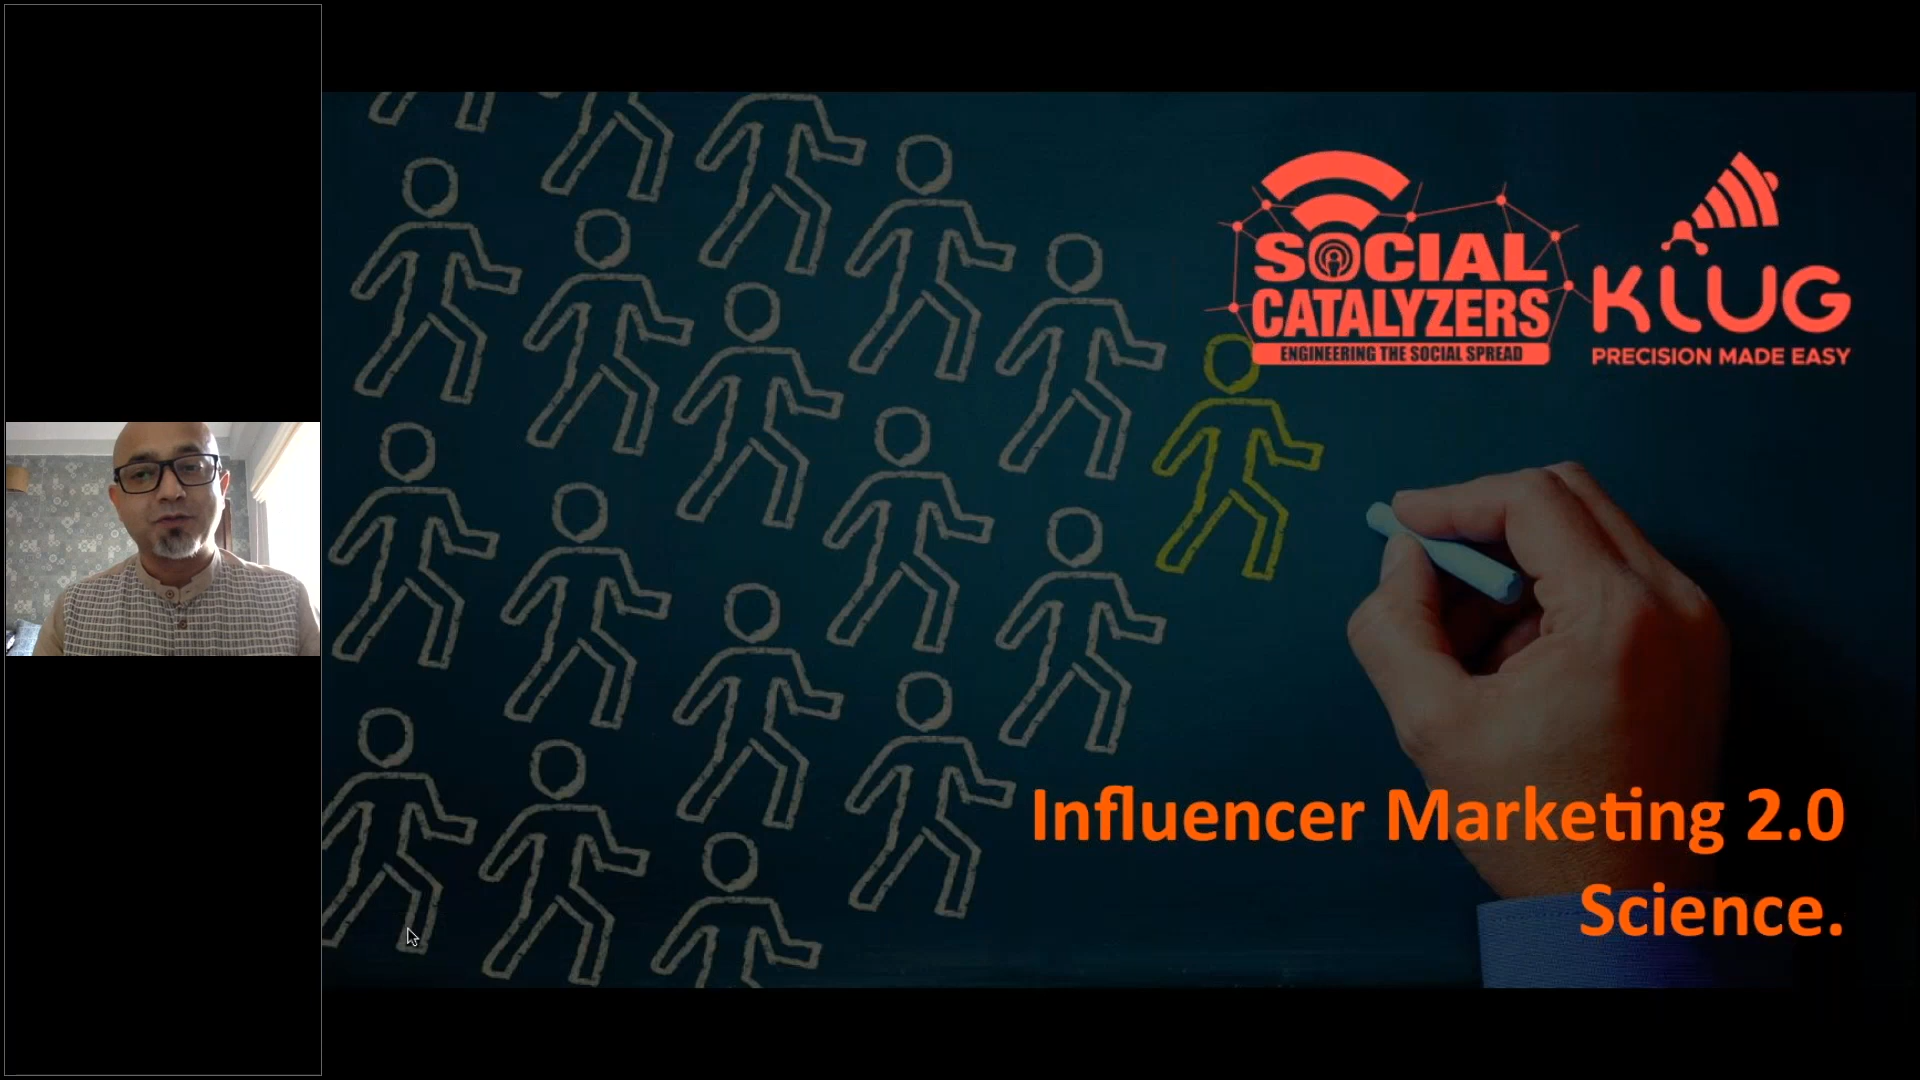 SOCIAL
CATALYZERS
ENGINEERING THE SOCIAL SPREAD
KLUG
PRECISION MADE EASY
Influencer Marketing 2.0
Science.